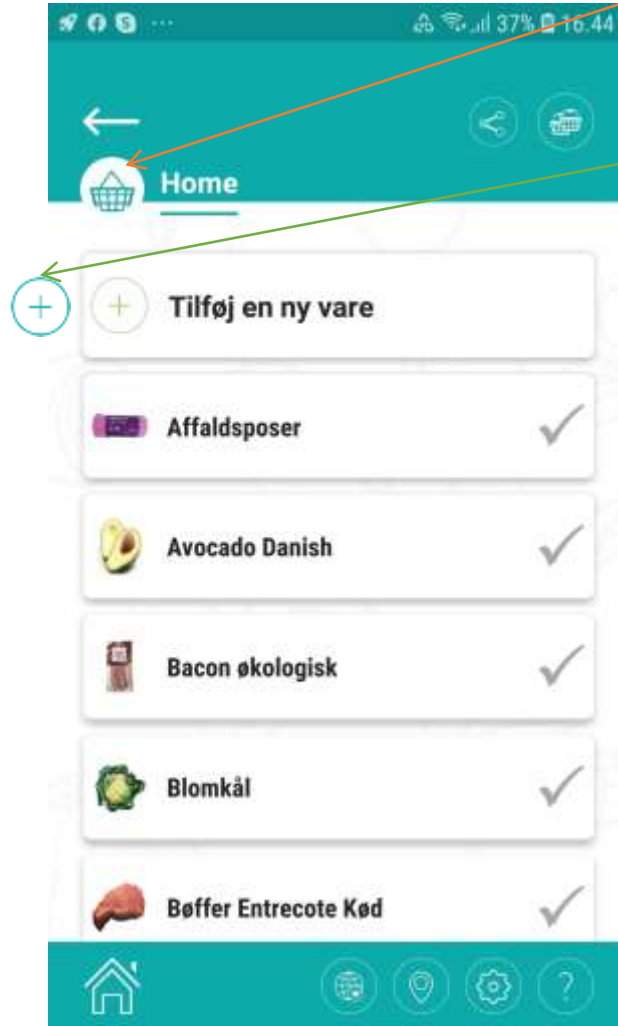 37% 16.44
Home
Tilføj en ny vare
Affaldsposer
Avocado Danish
Bacon økologisk
Blomkål
Bøffer Entrecote Kød
?